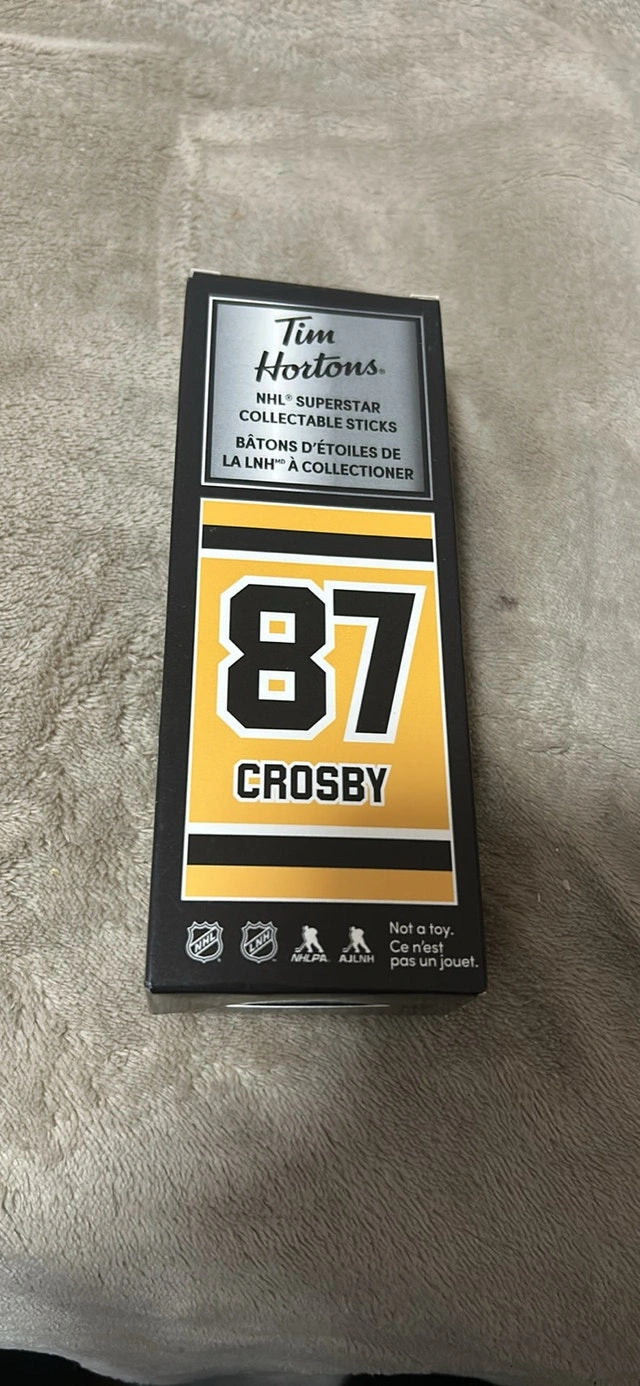 Tim
Hortons®
NHL® SUPERSTAR
COLLECTABLE STICKS
BÂTONS D'ÉTOILES DE
LA LNHᴹᴰ À COLLECTIONER
87
CROSBY
NHL
LNH
NHLPA
AJLNH
Not a toy.
Ce n'est
pas un jouet.